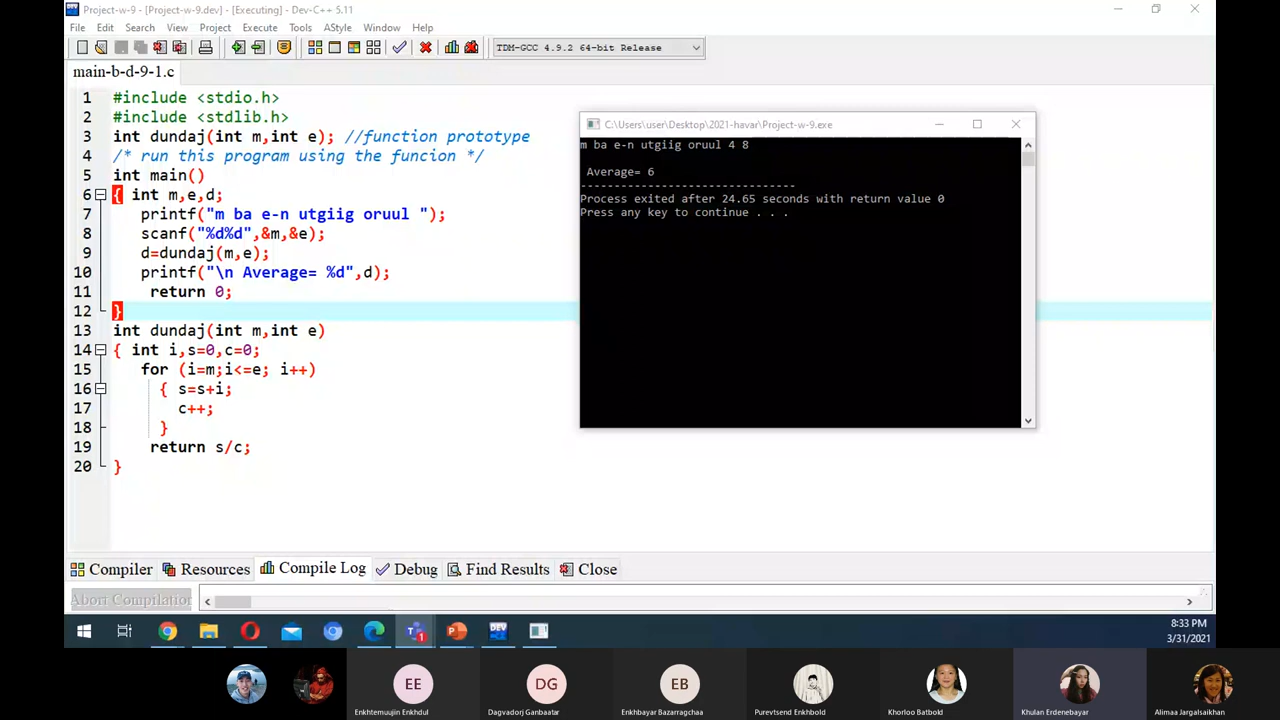 Project-w-9 - [Project-w-9.dev] - [Executing] - Dev-C++ 5.11
File Edit Search View Project Execute Tools AStyle Window Help
TDM-GCC 4.9.2 64-bit Release
main-b-d-9-1.c
1 #include <stdio.h>
2 #include <stdlib.h>
3 int dundaj(int m,int e); //function prototype
4 /* run this program using the funcion */
5 int main()
6 { int m,e,d;
7 printf("m ba e-n utgiig oruul ");
8 scanf("%d%d",&m,&e);
9 d=dundaj(m,e);
10 printf("\n Average= %d",d);
11 return 0;
12 }
13 int dundaj(int m,int e)
14 { int i,s=0,c=0;
15 for (i=m;i<=e; i++)
16 { s=s+i;
17 c++;
18 }
19 return s/c;
20 }
C:\Users\user\Desktop\2021-havar\Project-w-9.exe
m ba e-n utgiig oruul 4 8
Average= 6
--------------------------------
Process exited after 24.65 seconds with return value 0
Press any key to continue . . .
Compiler Resources Compile Log Debug Find Results Close
Abort Compilation
8:33 PM
3/31/2021
EE DG EB
Enkhtemuujin Enkhdul Dagvadorj Ganbaatar Enkhbayar Bazarragchaa Purevtsend Enkhbold Khorloo Batbold Khulan Erdenebayar Alimaa Jargalsaikhan